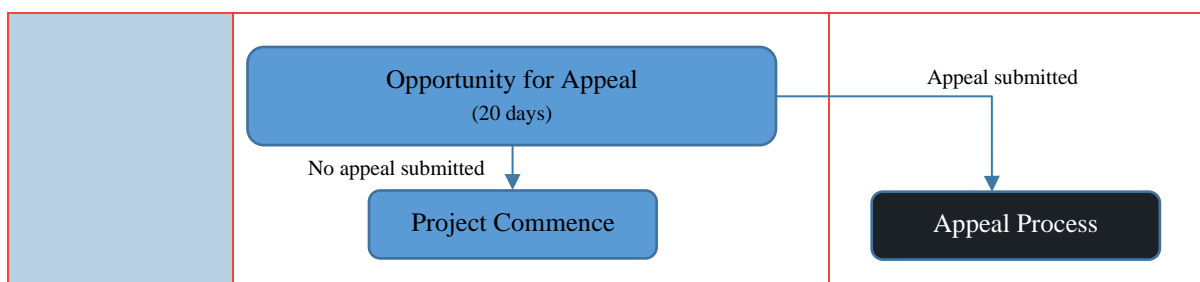 Opportunity for Appeal
(20 days)
Appeal submitted
No appeal submitted
Project Commence
Appeal Process